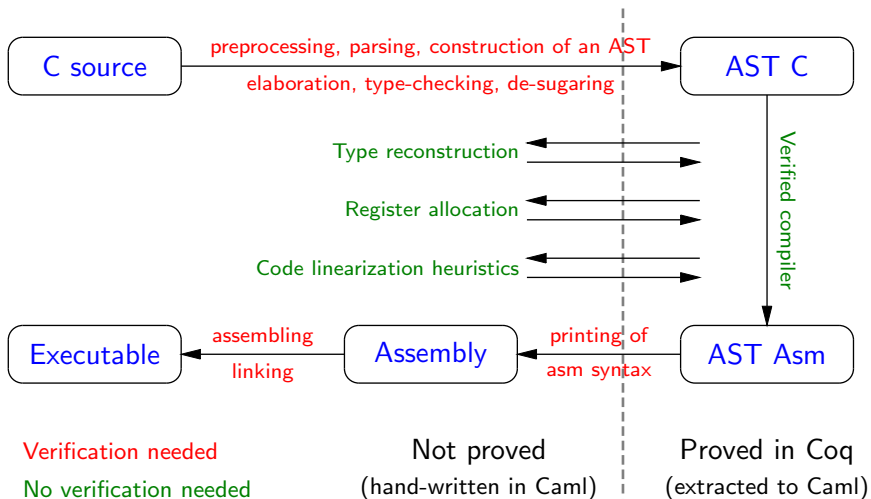 C source
preprocessing, parsing, construction of an AST
elaboration, type-checking, de-sugaring
AST C
Type reconstruction
Register allocation
Code linearization heuristics
Verified compiler
Executable
assembling
linking
Assembly
printing of
asm syntax
AST Asm
Verification needed
No verification needed
Not proved
(hand-written in Caml)
Proved in Coq
(extracted to Caml)